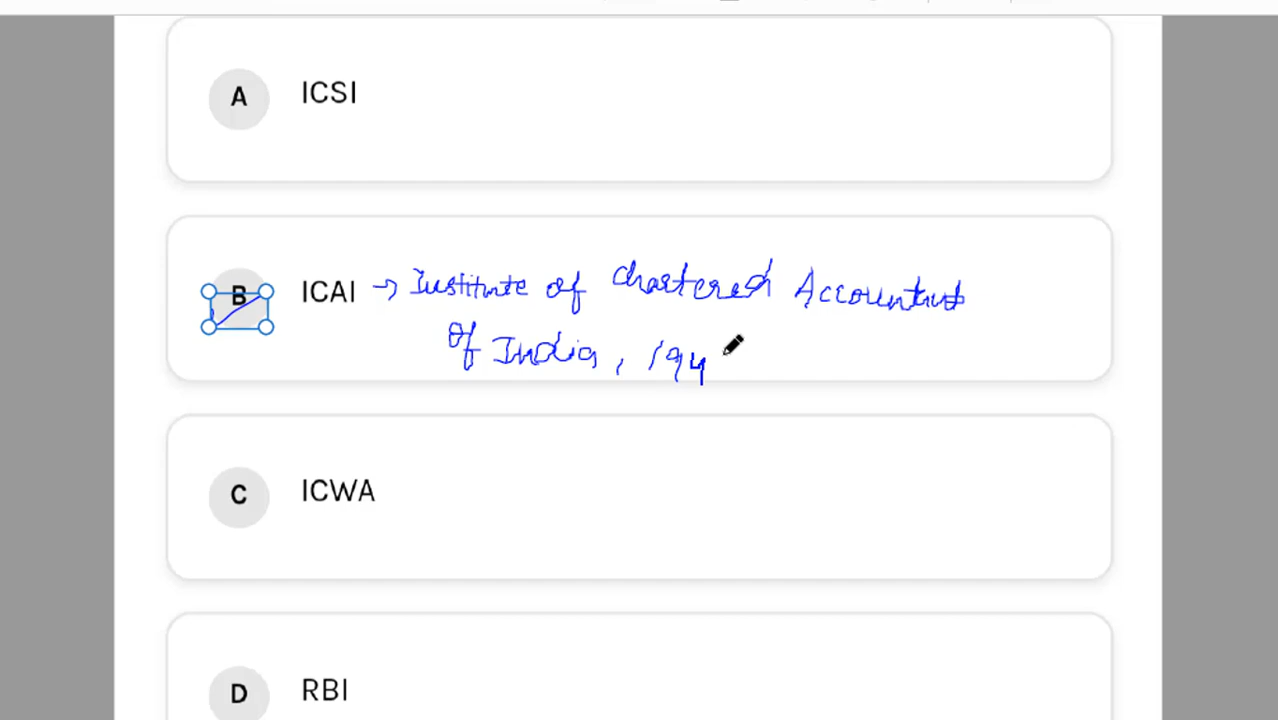 A ICSI
B ICAI → Institute of Chartered Accountants
of India, 194
C ICWA
D RBI